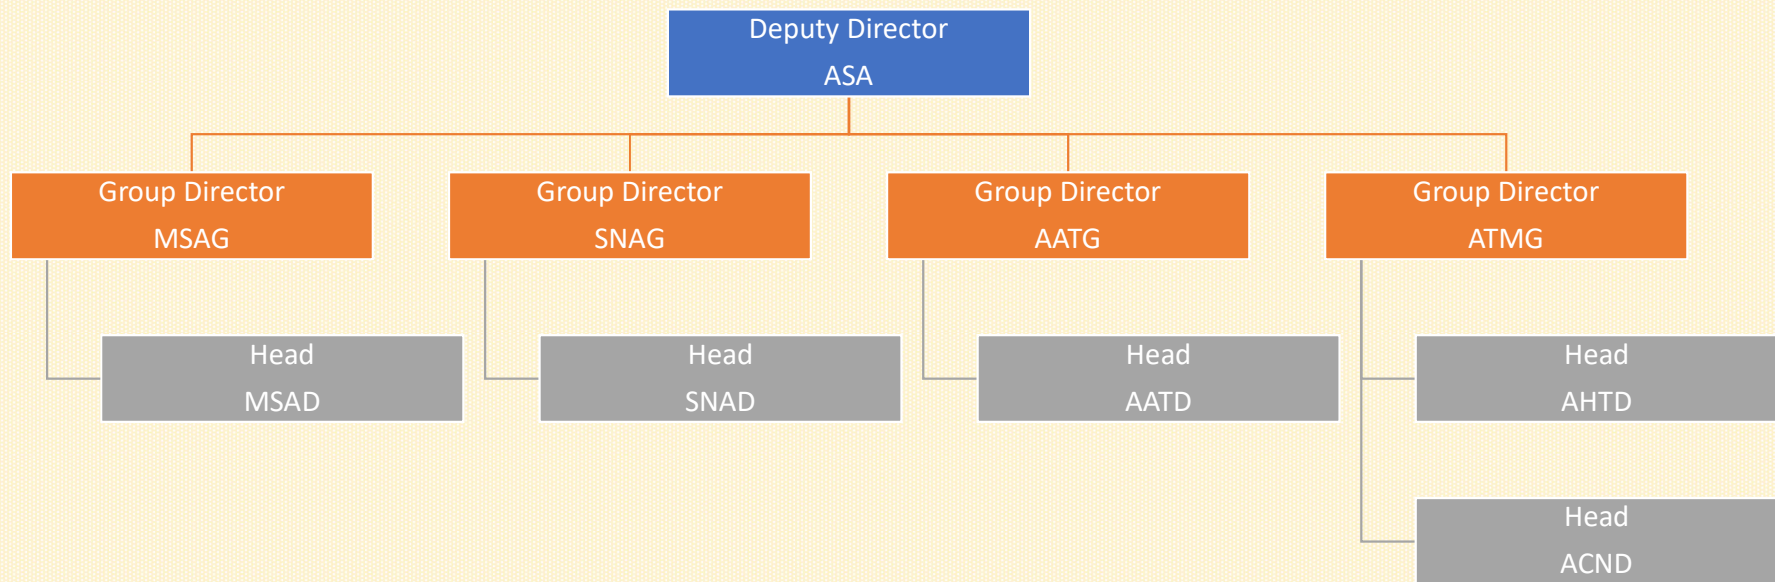 Deputy Director
ASA
Group Director
MSAG
Group Director
SNAG
Group Director
AATG
Group Director
ATMG
Head
MSAD
Head
SNAD
Head
AATD
Head
AHTD
Head
ACND